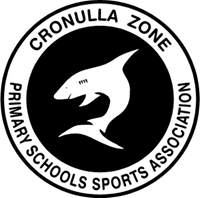 CRONULLA ZONE
PRIMARY SCHOOLS SPORTS ASSOCIATION